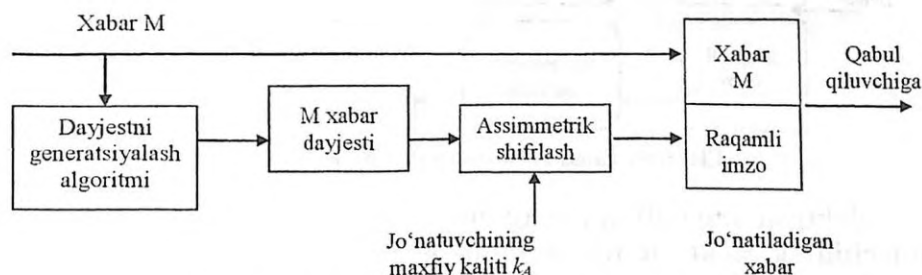 Xabar M
Dayjestni
generatsiyalash
algoritmi
M xabar
dayjesti
Assimmetrik
shifrlash
Xabar
M
Raqamli
imzo
Qabul
qiluvchiga
Jo‘natuvchining
maxfiy kaliti k_A
Jo‘natiladigan
xabar